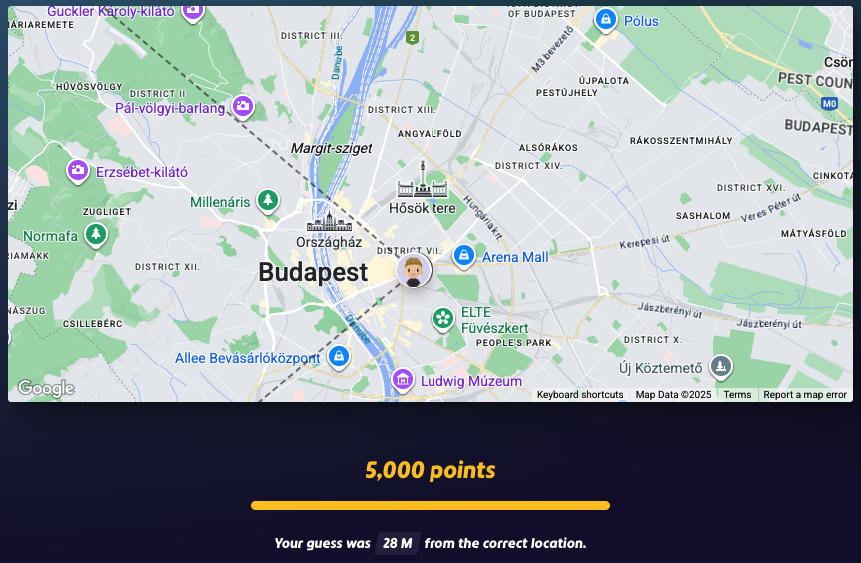 Guckler Károly-kilátó
MÁRIAREMETE
DISTRICT III.
2
OF BUDAPEST
Pólus
M3 bevezető
Csör
PEST COUN
M0
BUDAPEST
HŰVÖSVÖLGY
DISTRICT II
Danube
ÚJPALOTA
PESTÚJHELY
Pál-völgyi-barlang
DISTRICT XIII.
ANGYALFÖLD
Margit-sziget
ALSÓRÁKOS
RÁKOSSZENTMIHÁLY
DISTRICT XIV.
Erzsébet-kilátó
CINKOTA
DISTRICT XVI.
zi
ZUGLIGET
Millenáris
Hősök tere
Hungária krt.
SASHALOM
Veres Péter út
MÁTYÁSFÖLD
Normafa
Országház
Kerepesi út
RIAMAKK
DISTRICT VII.
Arena Mall
DISTRICT XII.
Budapest
NÁSZUG
CSILLEBÉRC
Danube
ELTE
Füvészkert
Jászberényi út
Jászberényi út
PEOPLE'S PARK
DISTRICT X.
Allee Bevásárlóközpont
Új Köztemető
Ludwig Múzeum
Google
Keyboard shortcuts
Map Data ©2025
Terms
Report a map error
5,000 points
Your guess was 28 M from the correct location.